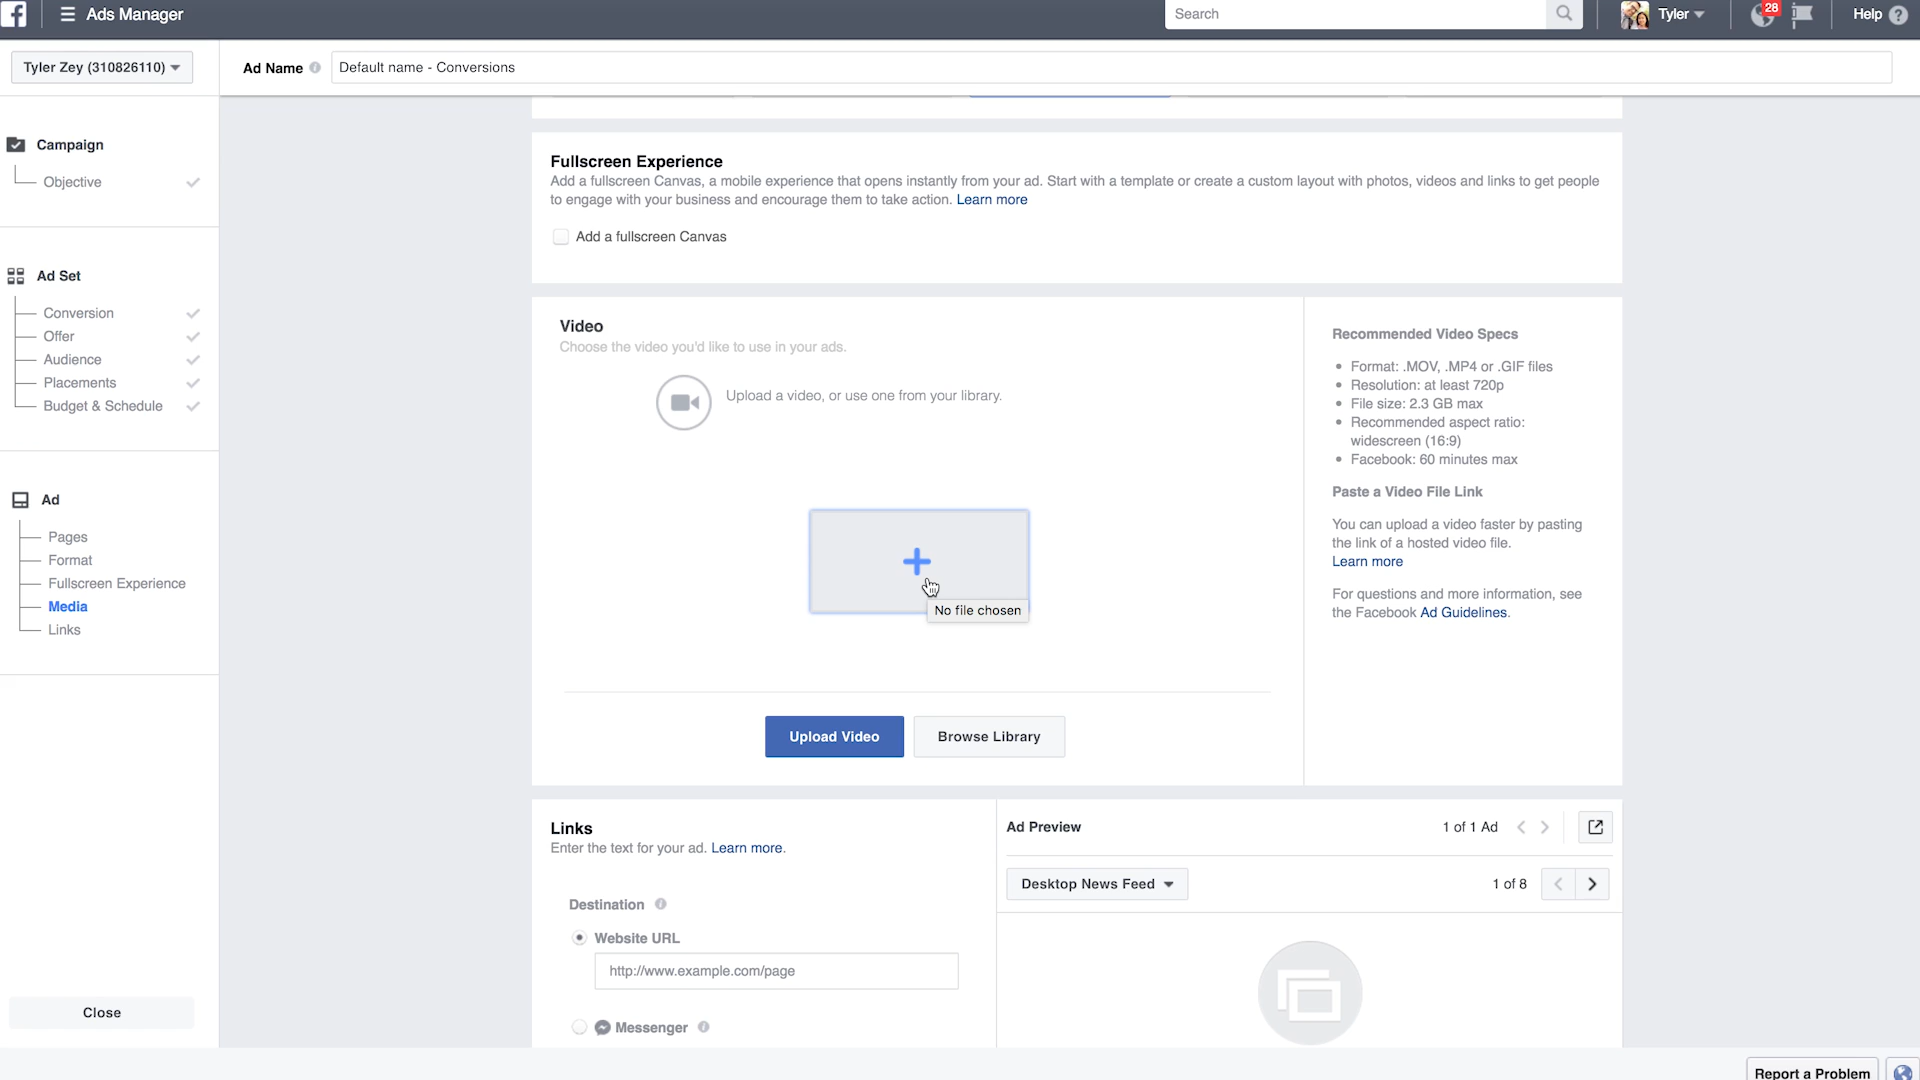 Ads Manager
Search
Tyler
28
Help
Tyler Zey (310826110)
Ad Name
Default name - Conversions
Campaign
Objective
Ad Set
Conversion
Offer
Audience
Placements
Budget & Schedule
Ad
Pages
Format
Fullscreen Experience
Media
Links
Close
Fullscreen Experience
Add a fullscreen Canvas, a mobile experience that opens instantly from your ad. Start with a template or create a custom layout with photos, videos and links to get people
to engage with your business and encourage them to take action. Learn more
Add a fullscreen Canvas
Video
Choose the video you'd like to use in your ads.
Upload a video, or use one from your library.
No file chosen
Upload Video
Browse Library
Recommended Video Specs
• Format: .MOV, .MP4 or .GIF files
• Resolution: at least 720p
• File size: 2.3 GB max
• Recommended aspect ratio:
widescreen (16:9)
• Facebook: 60 minutes max
Paste a Video File Link
You can upload a video faster by pasting
the link of a hosted video file.
Learn more
For questions and more information, see
the Facebook Ad Guidelines.
Links
Enter the text for your ad. Learn more.
Destination
Website URL
http://www.example.com/page
Messenger
Ad Preview
1 of 1 Ad
Desktop News Feed
1 of 8
Report a Problem